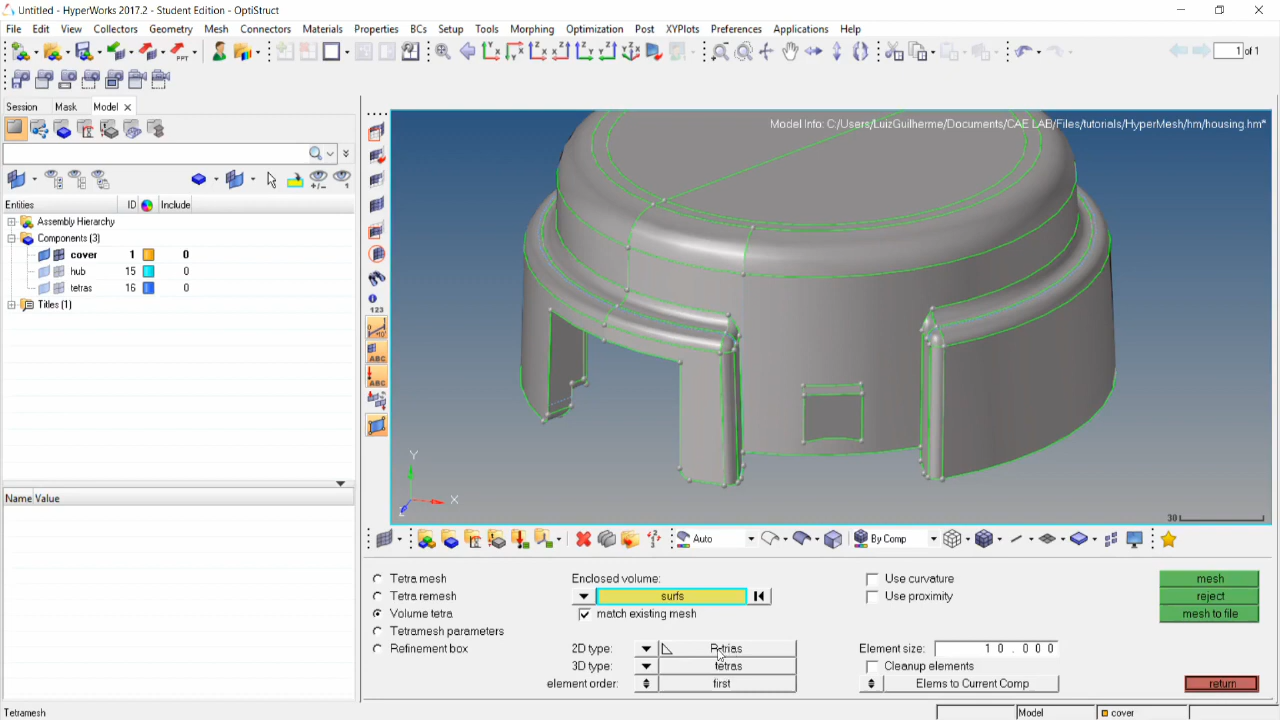 Untitled - HyperWorks 2017.2 - Student Edition - OptiStruct
File Edit View Collectors Geometry Mesh Connectors Materials Properties BCs Setup Tools Morphing Optimization Post XYPlots Preferences Applications Help
1 of 1
Session Mask Model
Model Info: C:/Users/LuizGuilherme/Documents/CAE LAB/Files/tutorials/HyperMesh/hm/housing.hm*
Entities ID Include
Assembly Hierarchy
Components (3)
cover 1 0
hub 15 0
tetras 16 0
Titles (1)
123
ABC
ABC
Y
X
30
Name Value
Auto By Comp
Tetra mesh Enclosed volume: Use curvature mesh
Tetra remesh surfs Use proximity reject
Volume tetra match existing mesh mesh to file
Tetramesh parameters
Refinement box 2D type: R-trias Element size: 10.000
3D type: tetras Cleanup elements
element order: first Elems to Current Comp return
Tetramesh Model cover